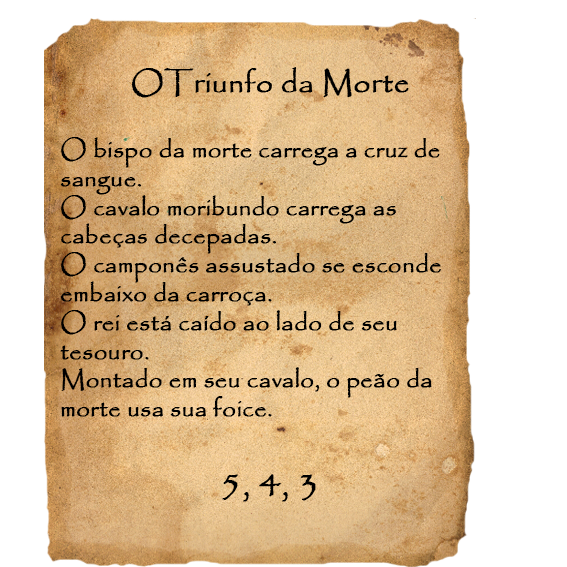 O Triunfo da Morte
O bispo da morte carrega a cruz de
sangue.
O cavalo moribundo carrega as
cabeças decepadas.
O camponês assustado se esconde
embaixo da carroça.
O rei está caído ao lado de seu
tesouro.
Montado em seu cavalo, o peão da
morte usa sua foice.
5, 4, 3